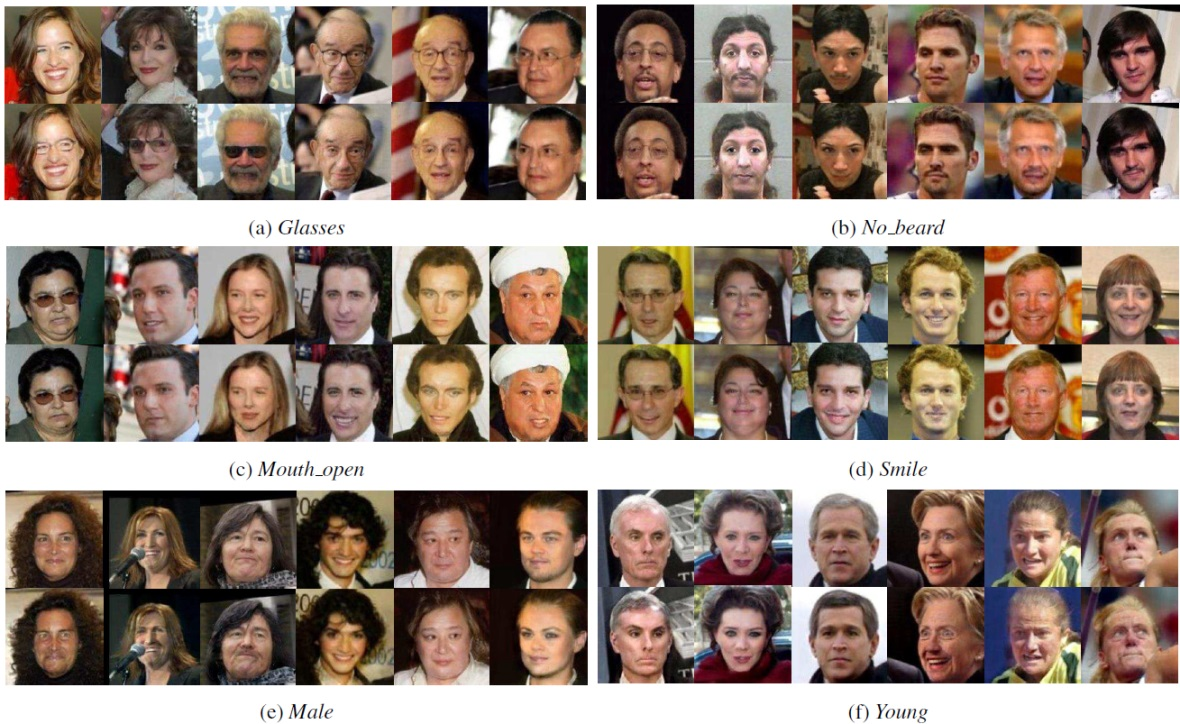 (a) Glasses
(b) No_beard
(c) Mouth_open
(d) Smile
(e) Male
(f) Young